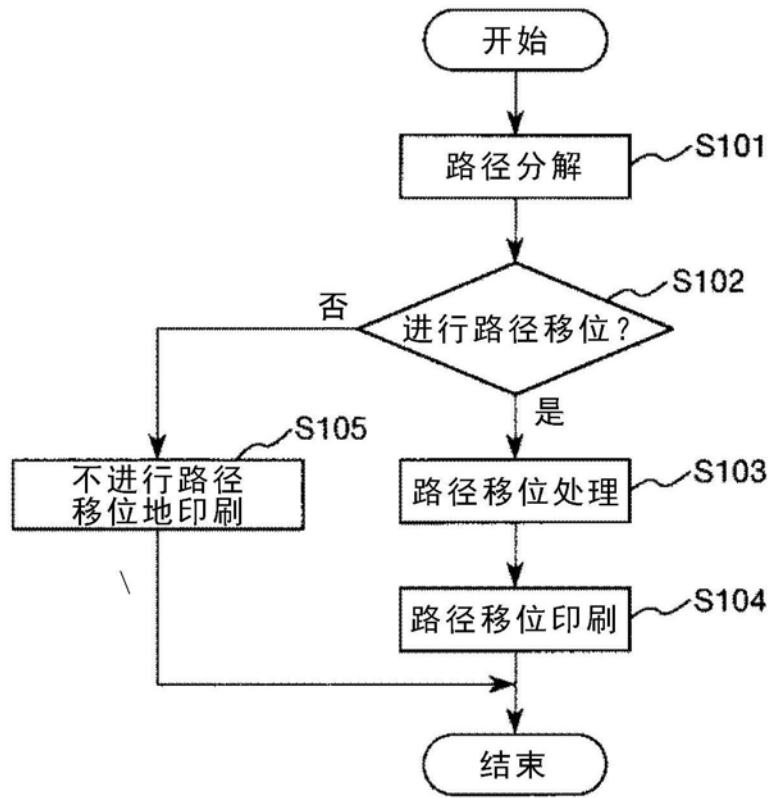 开始
路径分解
S101
进行路径移位?
S102
否
是
不进行路径
移位地印刷
S105
路径移位处理
S103
路径移位印刷
S104
结束